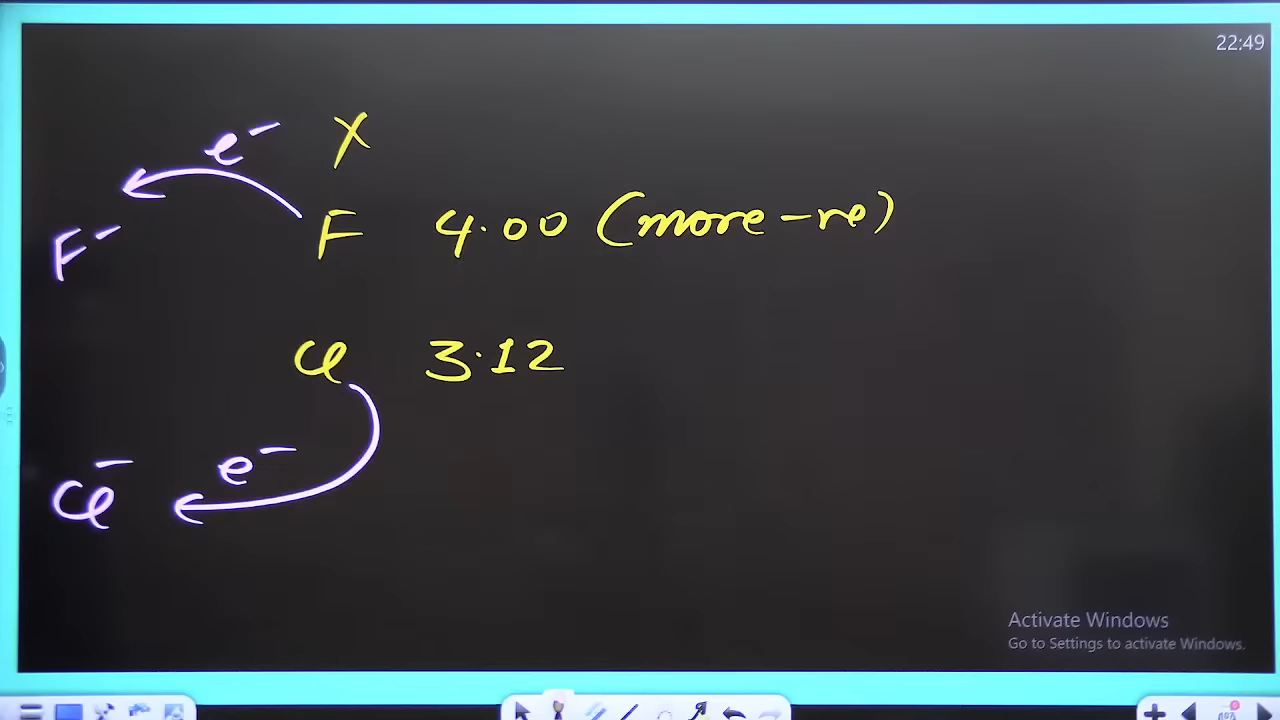 22:49
X
e⁻
F 4.00 (more -ve)
F⁻
Cl 3.12
e⁻
Cl⁻
Activate Windows
Go to Settings to activate Windows.